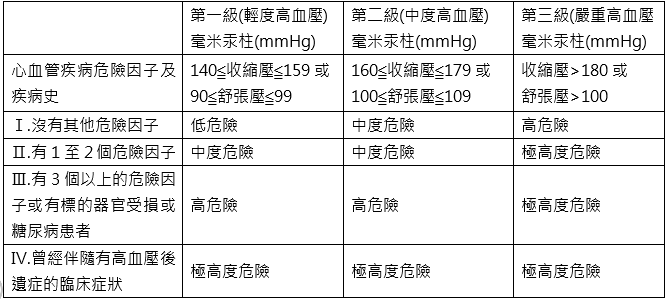 第一級(輕度高血壓)
毫米汞柱(mmHg)
第二級(中度高血壓)
毫米汞柱(mmHg)
第三級(嚴重高血壓
毫米汞柱(mmHg)
心血管疾病危險因子及
疾病史
140≦收縮壓≦159 或
90≦舒張壓≦99
160≦收縮壓≦179 或
100≦舒張壓≦109
收縮壓>180 或
舒張壓>100
Ⅰ.沒有其他危險因子
低危險
中度危險
高危險
Ⅱ.有 1 至 2 個危險因子
中度危險
中度危險
極高度危險
Ⅲ.有 3 個以上的危險因
子或有標的器官受損或
糖尿病患者
高危險
高危險
極高度危險
Ⅳ.曾經伴隨有高血壓後
遺症的臨床症狀
極高度危險
極高度危險
極高度危險